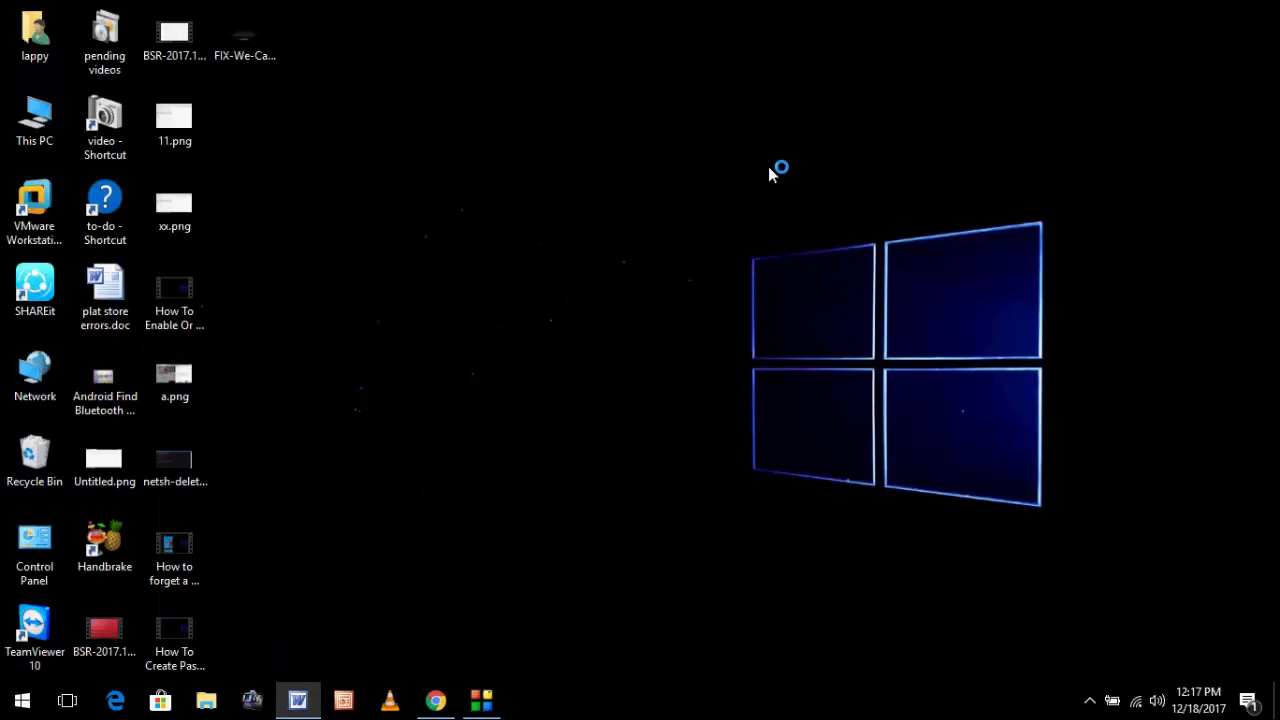 lappy
pending
videos
BSR-2017.1...
FIX-We-Ca...
This PC
video -
Shortcut
11.png
VMware
Workstati...
to-do -
Shortcut
xx.png
SHAREit
plat store
errors.doc
How To
Enable Or ...
Network
Android Find
Bluetooth ...
a.png
Recycle Bin
Untitled.png
netsh-delet...
Control
Panel
Handbrake
How to
forget a ...
TeamViewer
10
BSR-2017.1...
How To
Create Pas...
12:17 PM
12/18/2017
1